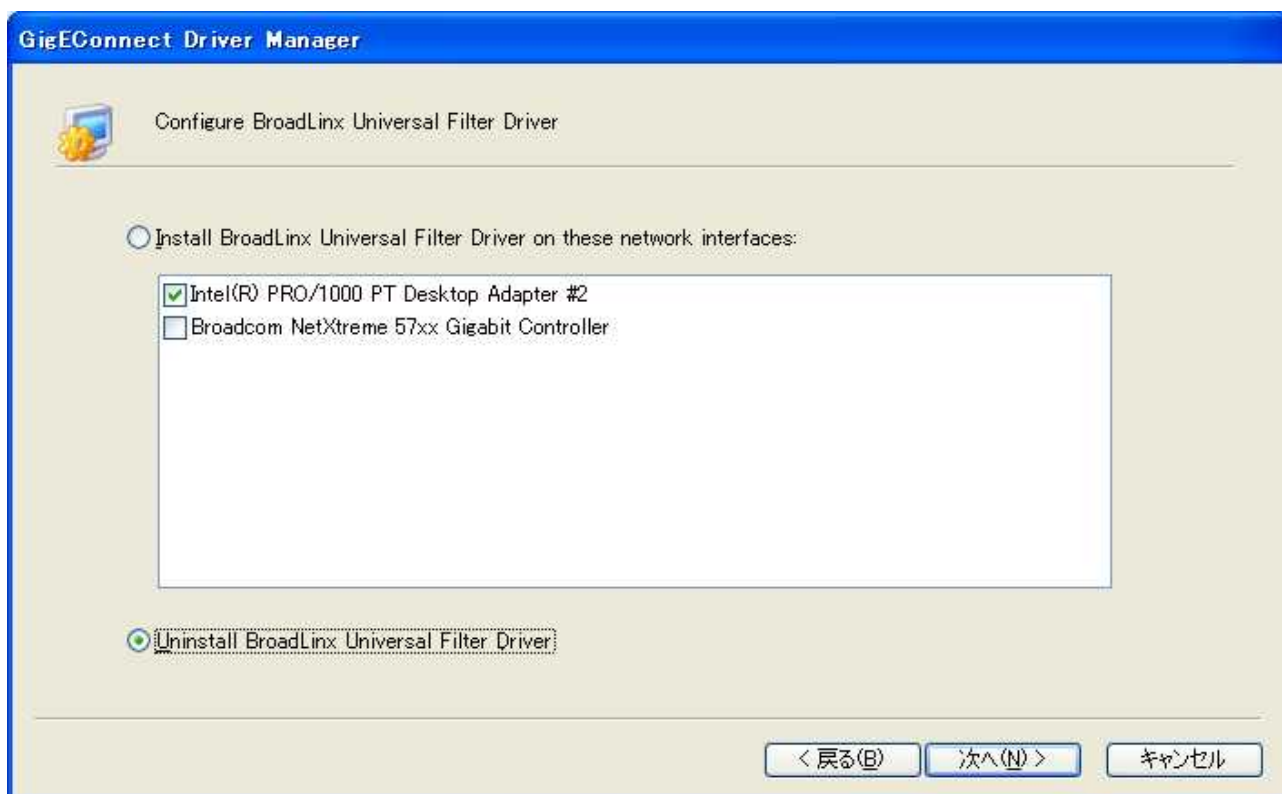 GigEConnect Driver Manager
Configure BroadLinx Universal Filter Driver
Install BroadLinx Universal Filter Driver on these network interfaces:
Intel(R) PRO/1000 PT Desktop Adapter #2
Broadcom NetXtreme 57xx Gigabit Controller
Uninstall BroadLinx Universal Filter Driver
< 戻る(B) 次へ(N) > キャンセル